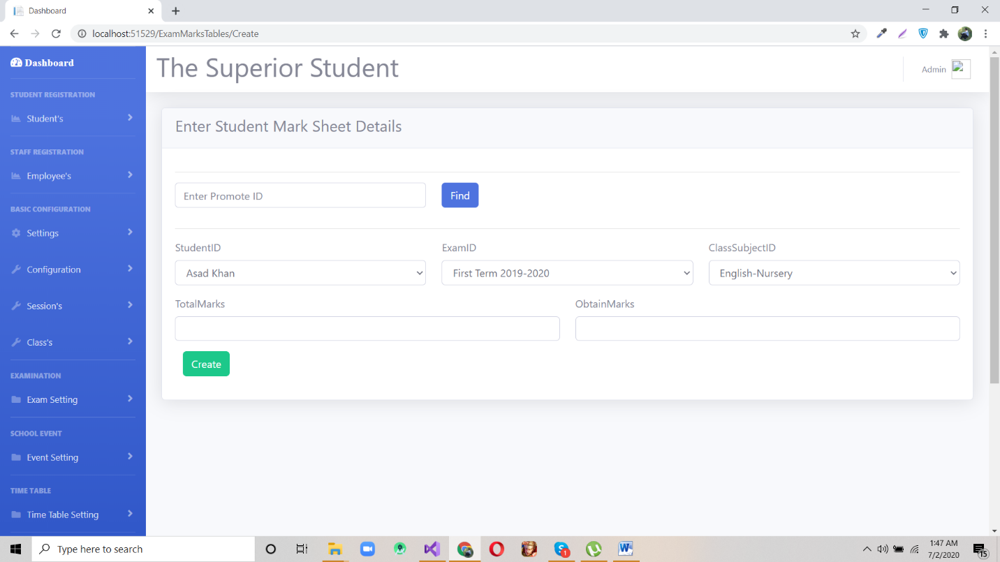 Dashboard
localhost:51529/ExamMarksTables/Create
Dashboard
STUDENT REGISTRATION
Student's
STAFF REGISTRATION
Employee's
BASIC CONFIGURATION
Settings
Configuration
Session's
Class's
EXAMINATION
Exam Setting
SCHOOL EVENT
Event Setting
TIME TABLE
Time Table Setting
The Superior Student
Admin
Enter Student Mark Sheet Details
Enter Promote ID
Find
StudentID ExamID ClassSubjectID
Asad Khan First Term 2019-2020 English-Nursery
TotalMarks ObtainMarks
Create
Type here to search
1
1:47 AM
7/2/2020
15